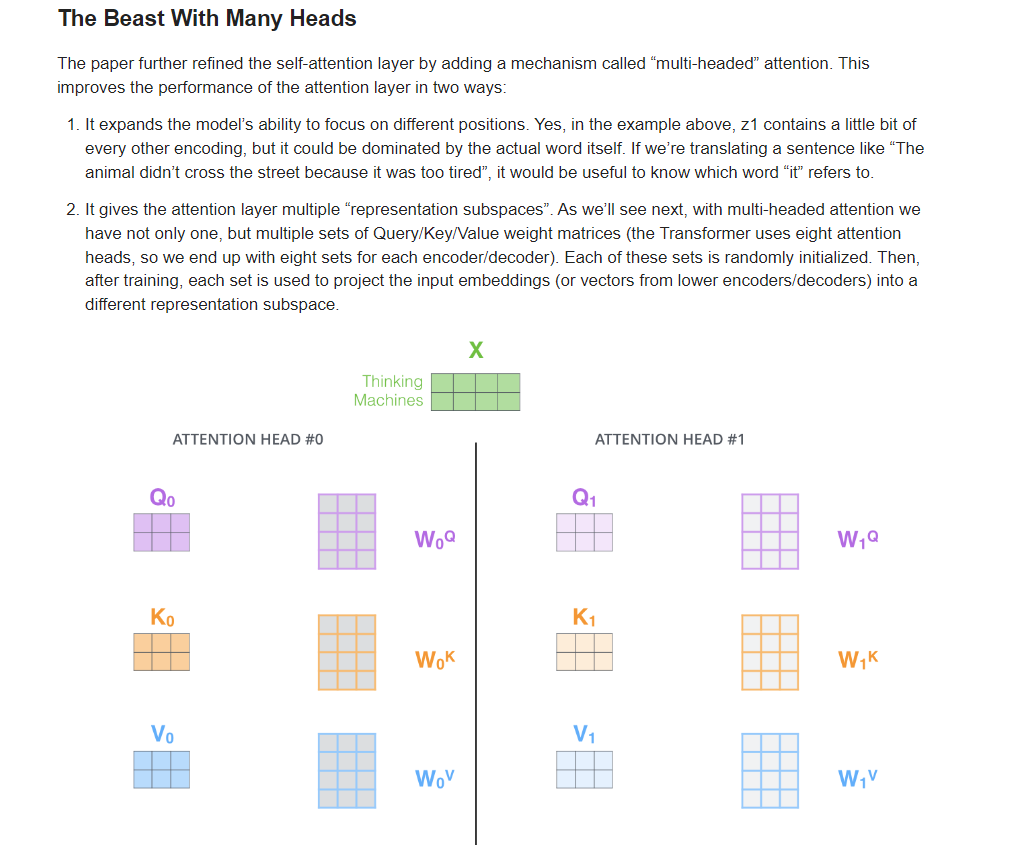 The Beast With Many Heads
The paper further refined the self-attention layer by adding a mechanism called “multi-headed” attention. This
improves the performance of the attention layer in two ways:
1. It expands the model’s ability to focus on different positions. Yes, in the example above, z1 contains a little bit of
every other encoding, but it could be dominated by the actual word itself. If we’re translating a sentence like “The
animal didn’t cross the street because it was too tired”, it would be useful to know which word “it” refers to.
2. It gives the attention layer multiple “representation subspaces”. As we’ll see next, with multi-headed attention we
have not only one, but multiple sets of Query/Key/Value weight matrices (the Transformer uses eight attention
heads, so we end up with eight sets for each encoder/decoder). Each of these sets is randomly initialized. Then,
after training, each set is used to project the input embeddings (or vectors from lower encoders/decoders) into a
different representation subspace.
X
Thinking
Machines
ATTENTION HEAD #0
ATTENTION HEAD #1
Q₀
W₀Q
Q₁
W₁Q
K₀
W₀K
K₁
W₁K
V₀
W₀V
V₁
W₁V